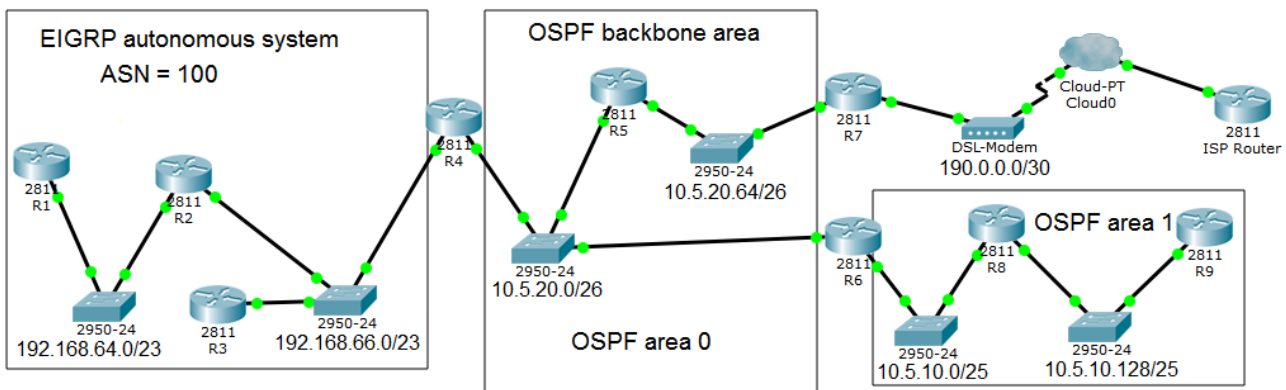 EIGRP autonomous system
ASN = 100
2811
R1
2811
R2
2950-24
192.168.64.0/23
2811
R3
2950-24
192.168.66.0/23
2811
R4
OSPF backbone area
2811
R5
2950-24
10.5.20.64/26
2950-24
10.5.20.0/26
OSPF area 0
2811
R7
DSL-Modem
190.0.0.0/30
Cloud-PT
Cloud0
2811
ISP Router
OSPF area 1
2811
R6
2811
R8
2811
R9
2950-24
10.5.10.0/25
2950-24
10.5.10.128/25